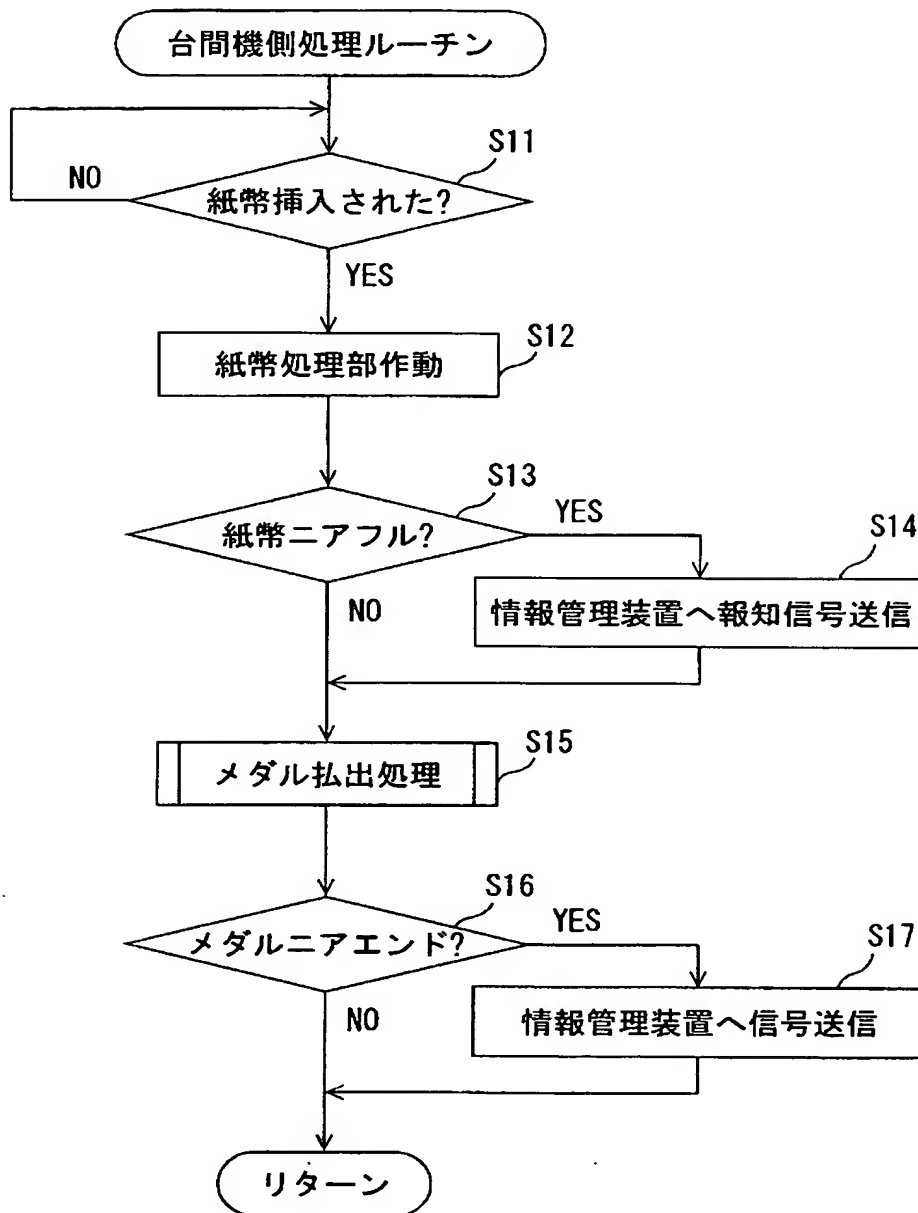 台間機側処理ルーチン
S11
NO
紙幣挿入された?
YES
S12
紙幣処理部作動
S13
紙幣ニアフル?
YES
S14
NO
情報管理装置へ報知信号送信
S15
メダル払出処理
S16
メダルニアエンド?
YES
S17
NO
情報管理装置へ信号送信
リターン